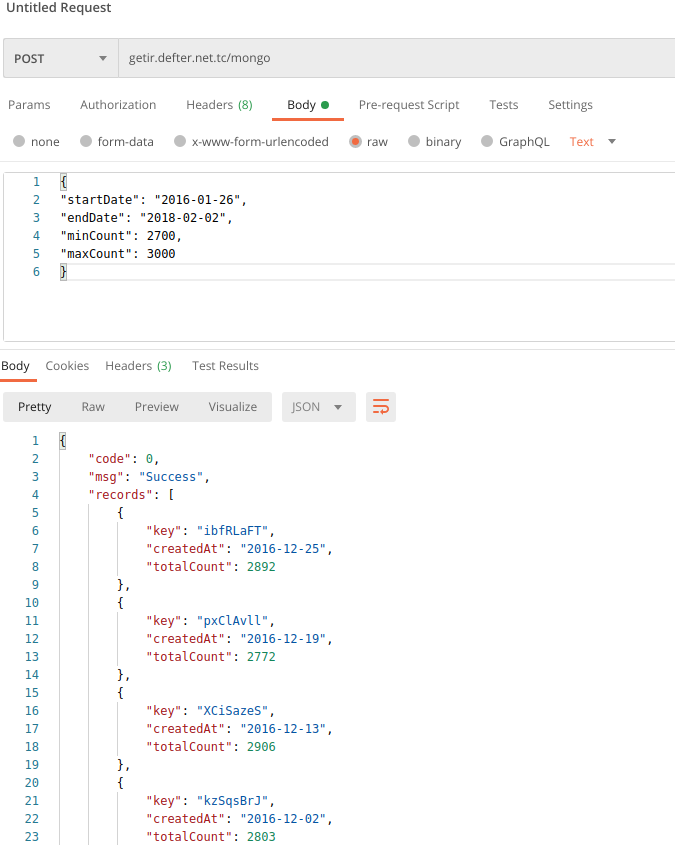 Untitled Request
POST getir.defter.net.tc/mongo
Params Authorization Headers (8) Body Pre-request Script Tests Settings
none form-data x-www-form-urlencoded raw binary GraphQL Text
1 {
2 "startDate": "2016-01-26",
3 "endDate": "2018-02-02",
4 "minCount": 2700,
5 "maxCount": 3000
6 }
Body Cookies Headers (3) Test Results
Pretty Raw Preview Visualize JSON
1 {
2 "code": 0,
3 "msg": "Success",
4 "records": [
5 {
6 "key": "ibfRLaFT",
7 "createdAt": "2016-12-25",
8 "totalCount": 2892
9 },
10 {
11 "key": "pxClAvll",
12 "createdAt": "2016-12-19",
13 "totalCount": 2772
14 },
15 {
16 "key": "XCiSazeS",
17 "createdAt": "2016-12-13",
18 "totalCount": 2906
19 },
20 {
21 "key": "kzSqsBrJ",
22 "createdAt": "2016-12-02",
23 "totalCount": 2803